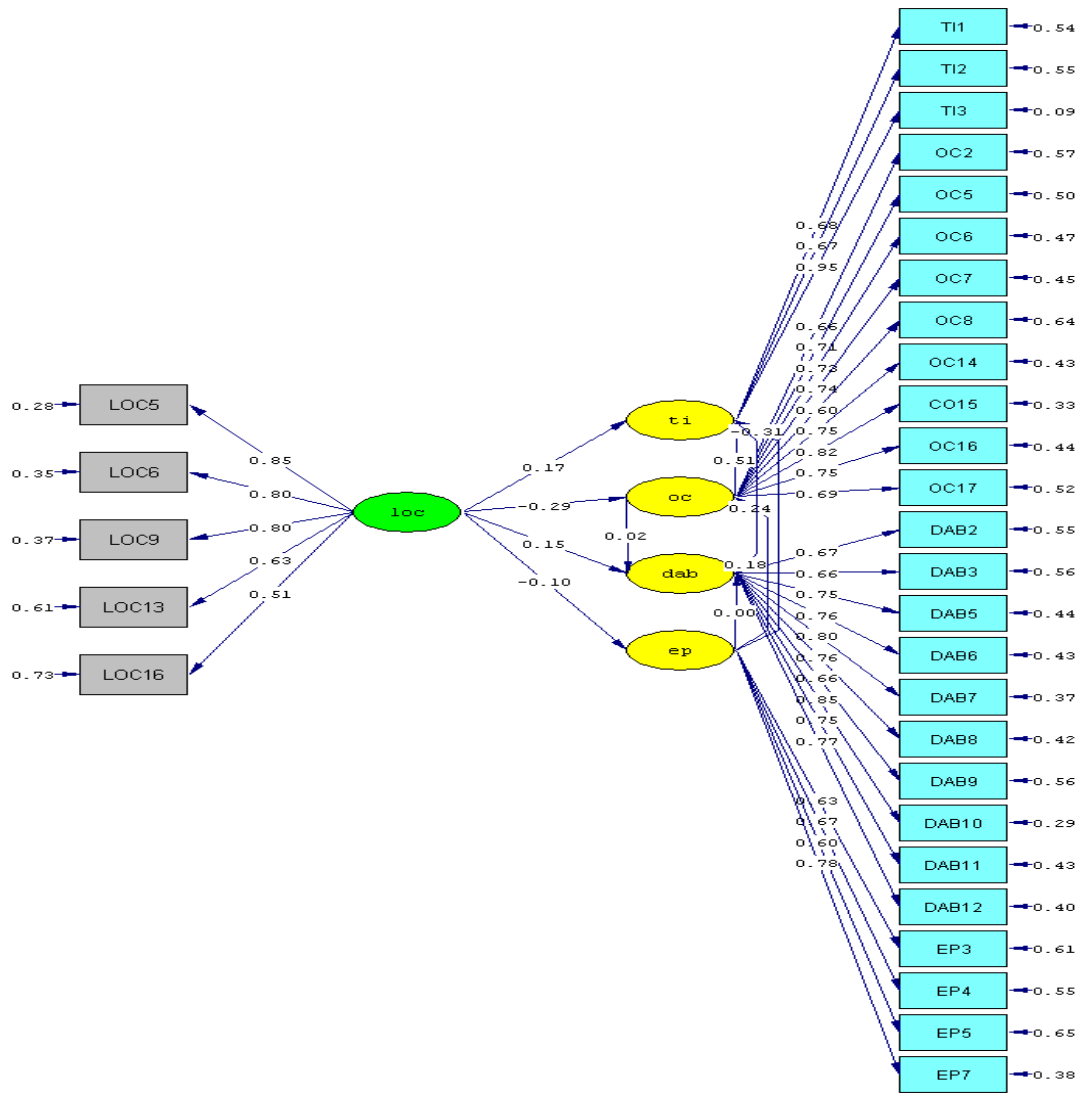 TI1 0.54
TI2 0.55
TI3 0.09
OC2 0.57
OC5 0.50
0.68
OC6 0.47
0.67
0.95
OC7 0.45
OC8 0.64
0.66
0.71
OC14 0.43
0.73
0.74
0.28 LOC5
CO15 0.33
0.60
ti
-0.31 0.75
OC16 0.44
0.82
0.85
0.17 0.51 0.75
0.35 LOC6
OC17 0.52
0.80
0.69
oc
-0.29 0.24
loc
0.80
DAB2 0.55
0.37 LOC9
0.02
0.15
0.67
0.63
0.18
dab
0.66
DAB3 0.56
-0.10
0.75
0.51
0.61 LOC13
0.00
DAB5 0.44
0.76
0.80
ep
DAB6 0.43
0.76
0.73 LOC16
0.66
DAB7 0.37
0.85
0.75
DAB8 0.42
0.77
DAB9 0.56
0.63
0.67
DAB10 0.29
0.60
0.78
DAB11 0.43
DAB12 0.40
EP3 0.61
EP4 0.55
EP5 0.65
EP7 0.38